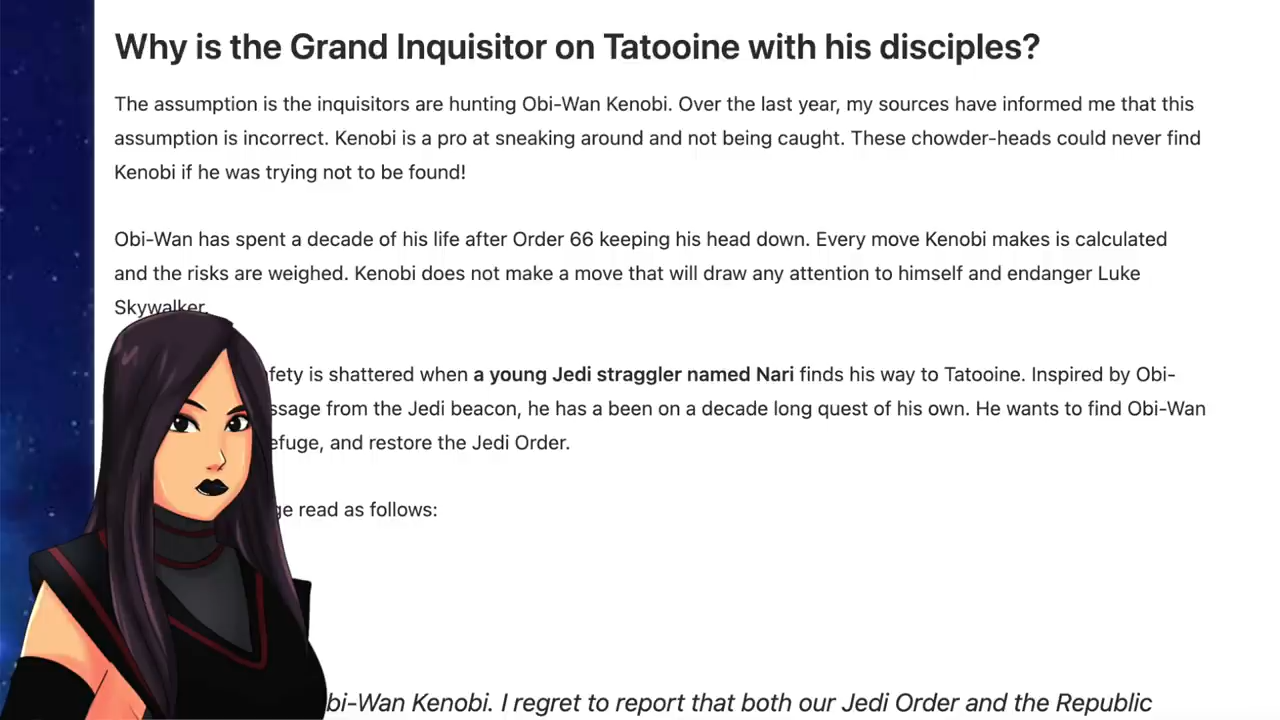 Why is the Grand Inquisitor on Tatooine with his disciples?
The assumption is the inquisitors are hunting Obi-Wan Kenobi. Over the last year, my sources have informed me that this
assumption is incorrect. Kenobi is a pro at sneaking around and not being caught. These chowder-heads could never find
Kenobi if he was trying not to be found!
Obi-Wan has spent a decade of his life after Order 66 keeping his head down. Every move Kenobi makes is calculated
and the risks are weighed. Kenobi does not make a move that will draw any attention to himself and endanger Luke
Skywalker.
is shattered when a young Jedi straggler named Nari finds his way to Tatooine. Inspired by Obi-
from the Jedi beacon, he has a been on a decade long quest of his own. He wants to find Obi-Wan
and restore the Jedi Order.
read as follows:
Kenobi. I regret to report that both our Jedi Order and the Republic